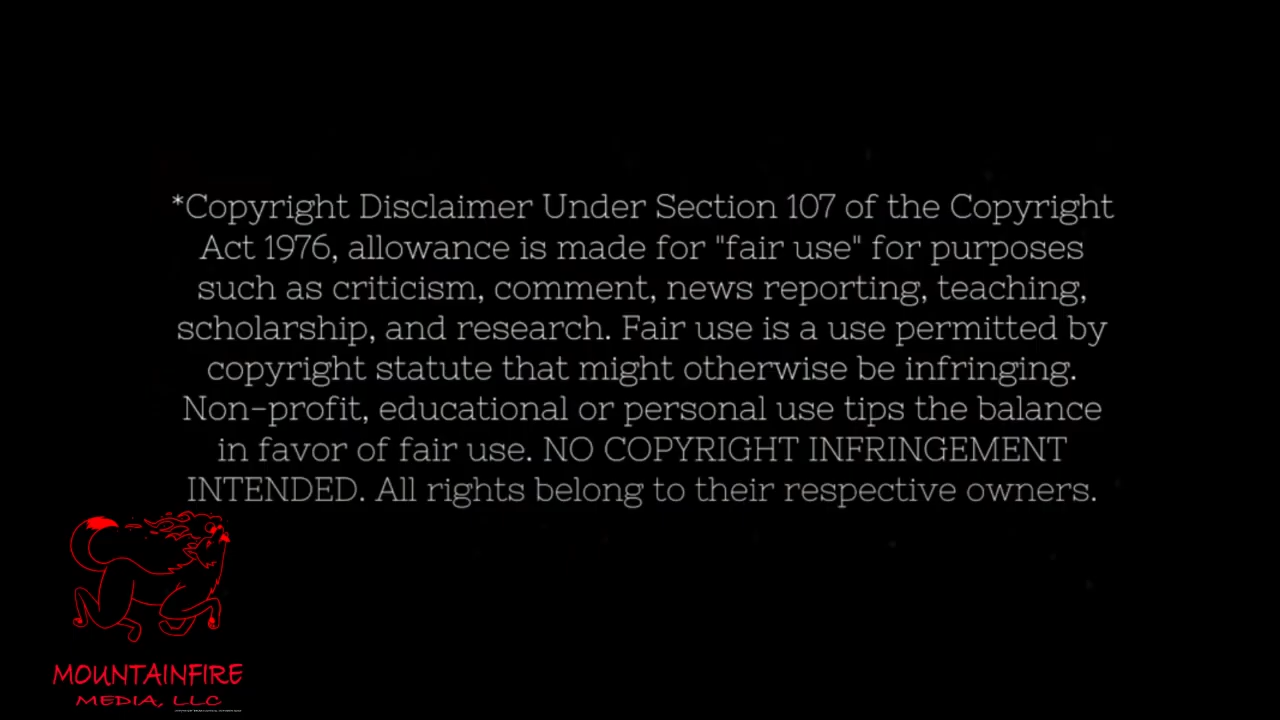 *Copyright Disclaimer Under Section 107 of the Copyright
Act 1976, allowance is made for "fair use" for purposes
such as criticism, comment, news reporting, teaching,
scholarship, and research. Fair use is a use permitted by
copyright statute that might otherwise be infringing.
Non-profit, educational or personal use tips the balance
in favor of fair use. NO COPYRIGHT INFRINGEMENT
INTENDED. All rights belong to their respective owners.
MOUNTAINFIRE
MEDIA, LLC